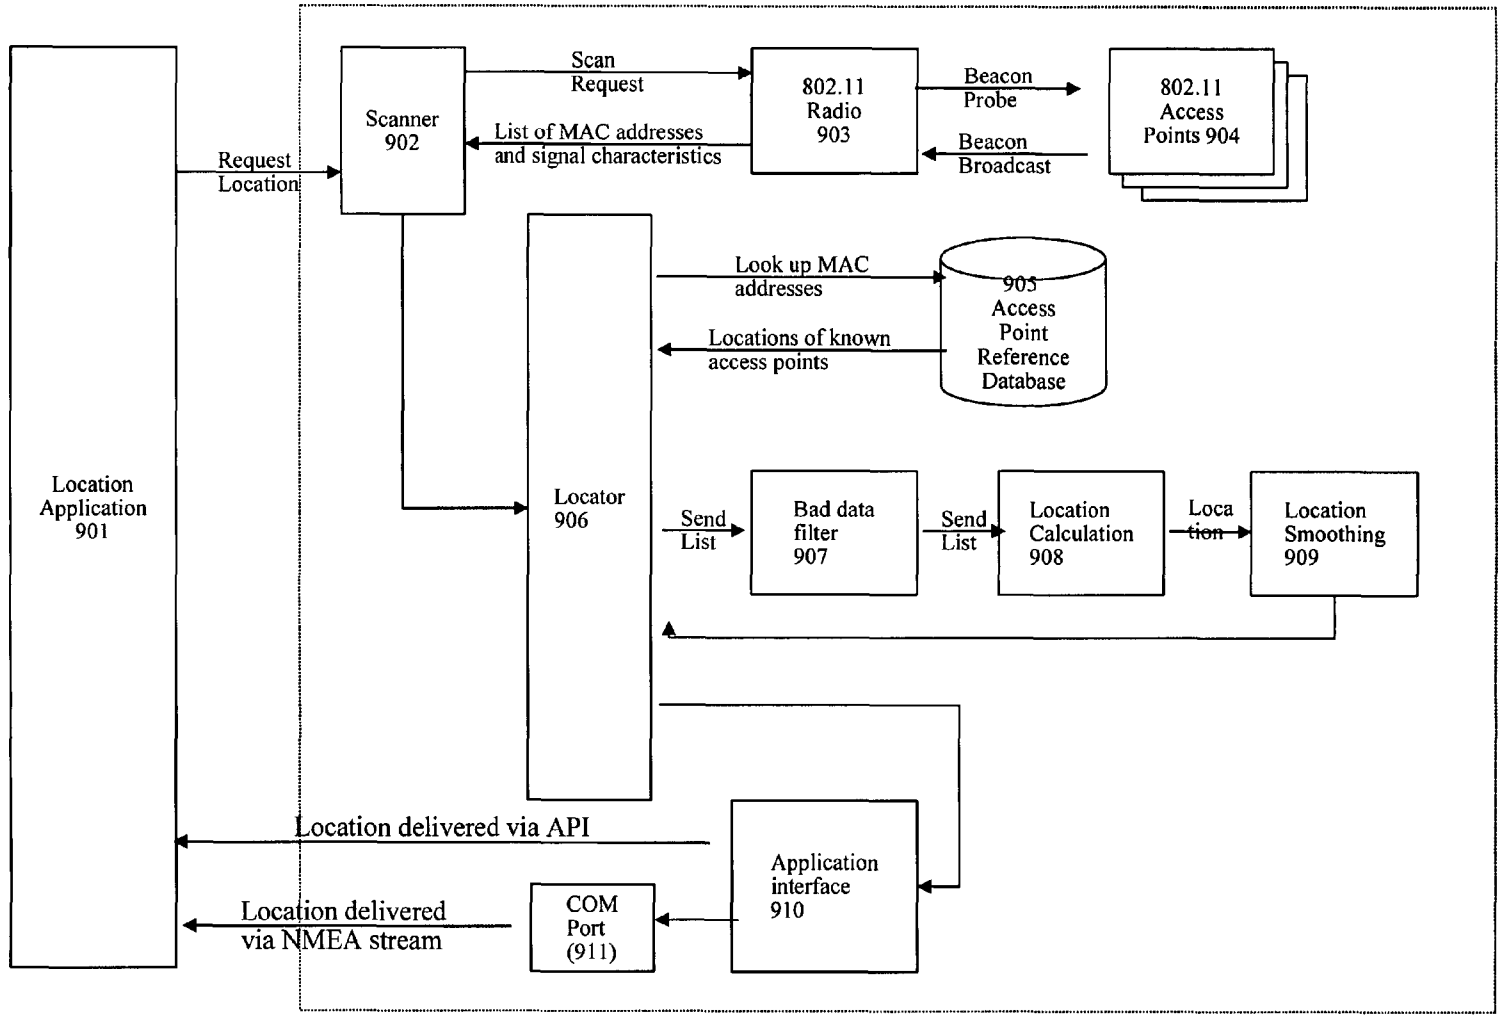 Scanner
902
Scan
Request
List of MAC addresses
and signal characteristics
802.11
Radio
903
Beacon
Probe
Beacon
Broadcast
802.11
Access
Points 904
Request
Location
Look up MAC
addresses
Locations of known
access points
905
Access
Point
Reference
Database
Location
Application
901
Locator
906
Send
List
Bad data
filter
907
Send
List
Location
Calculation
908
Loca
tion
Location
Smoothing
909
Location delivered via API
Application
interface
910
COM
Port
(911)
Location delivered
via NMEA stream